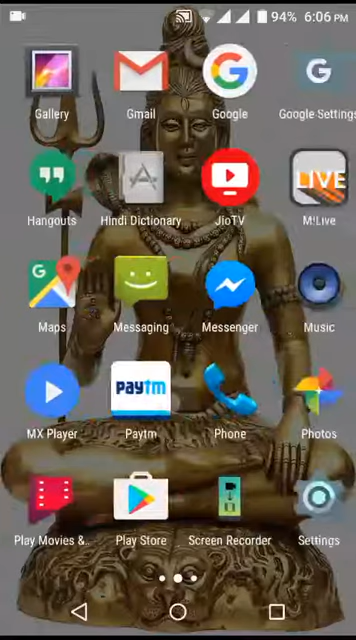 94% 6:06 PM
Gallery Gmail Google Google Settings
LIVE
Hangouts Hindi Dictionary JioTV M!Live
Maps Messaging Messenger Music
paytm
MX Player Paytm Phone Photos
Play Movies &.. Play Store Screen Recorder Settings